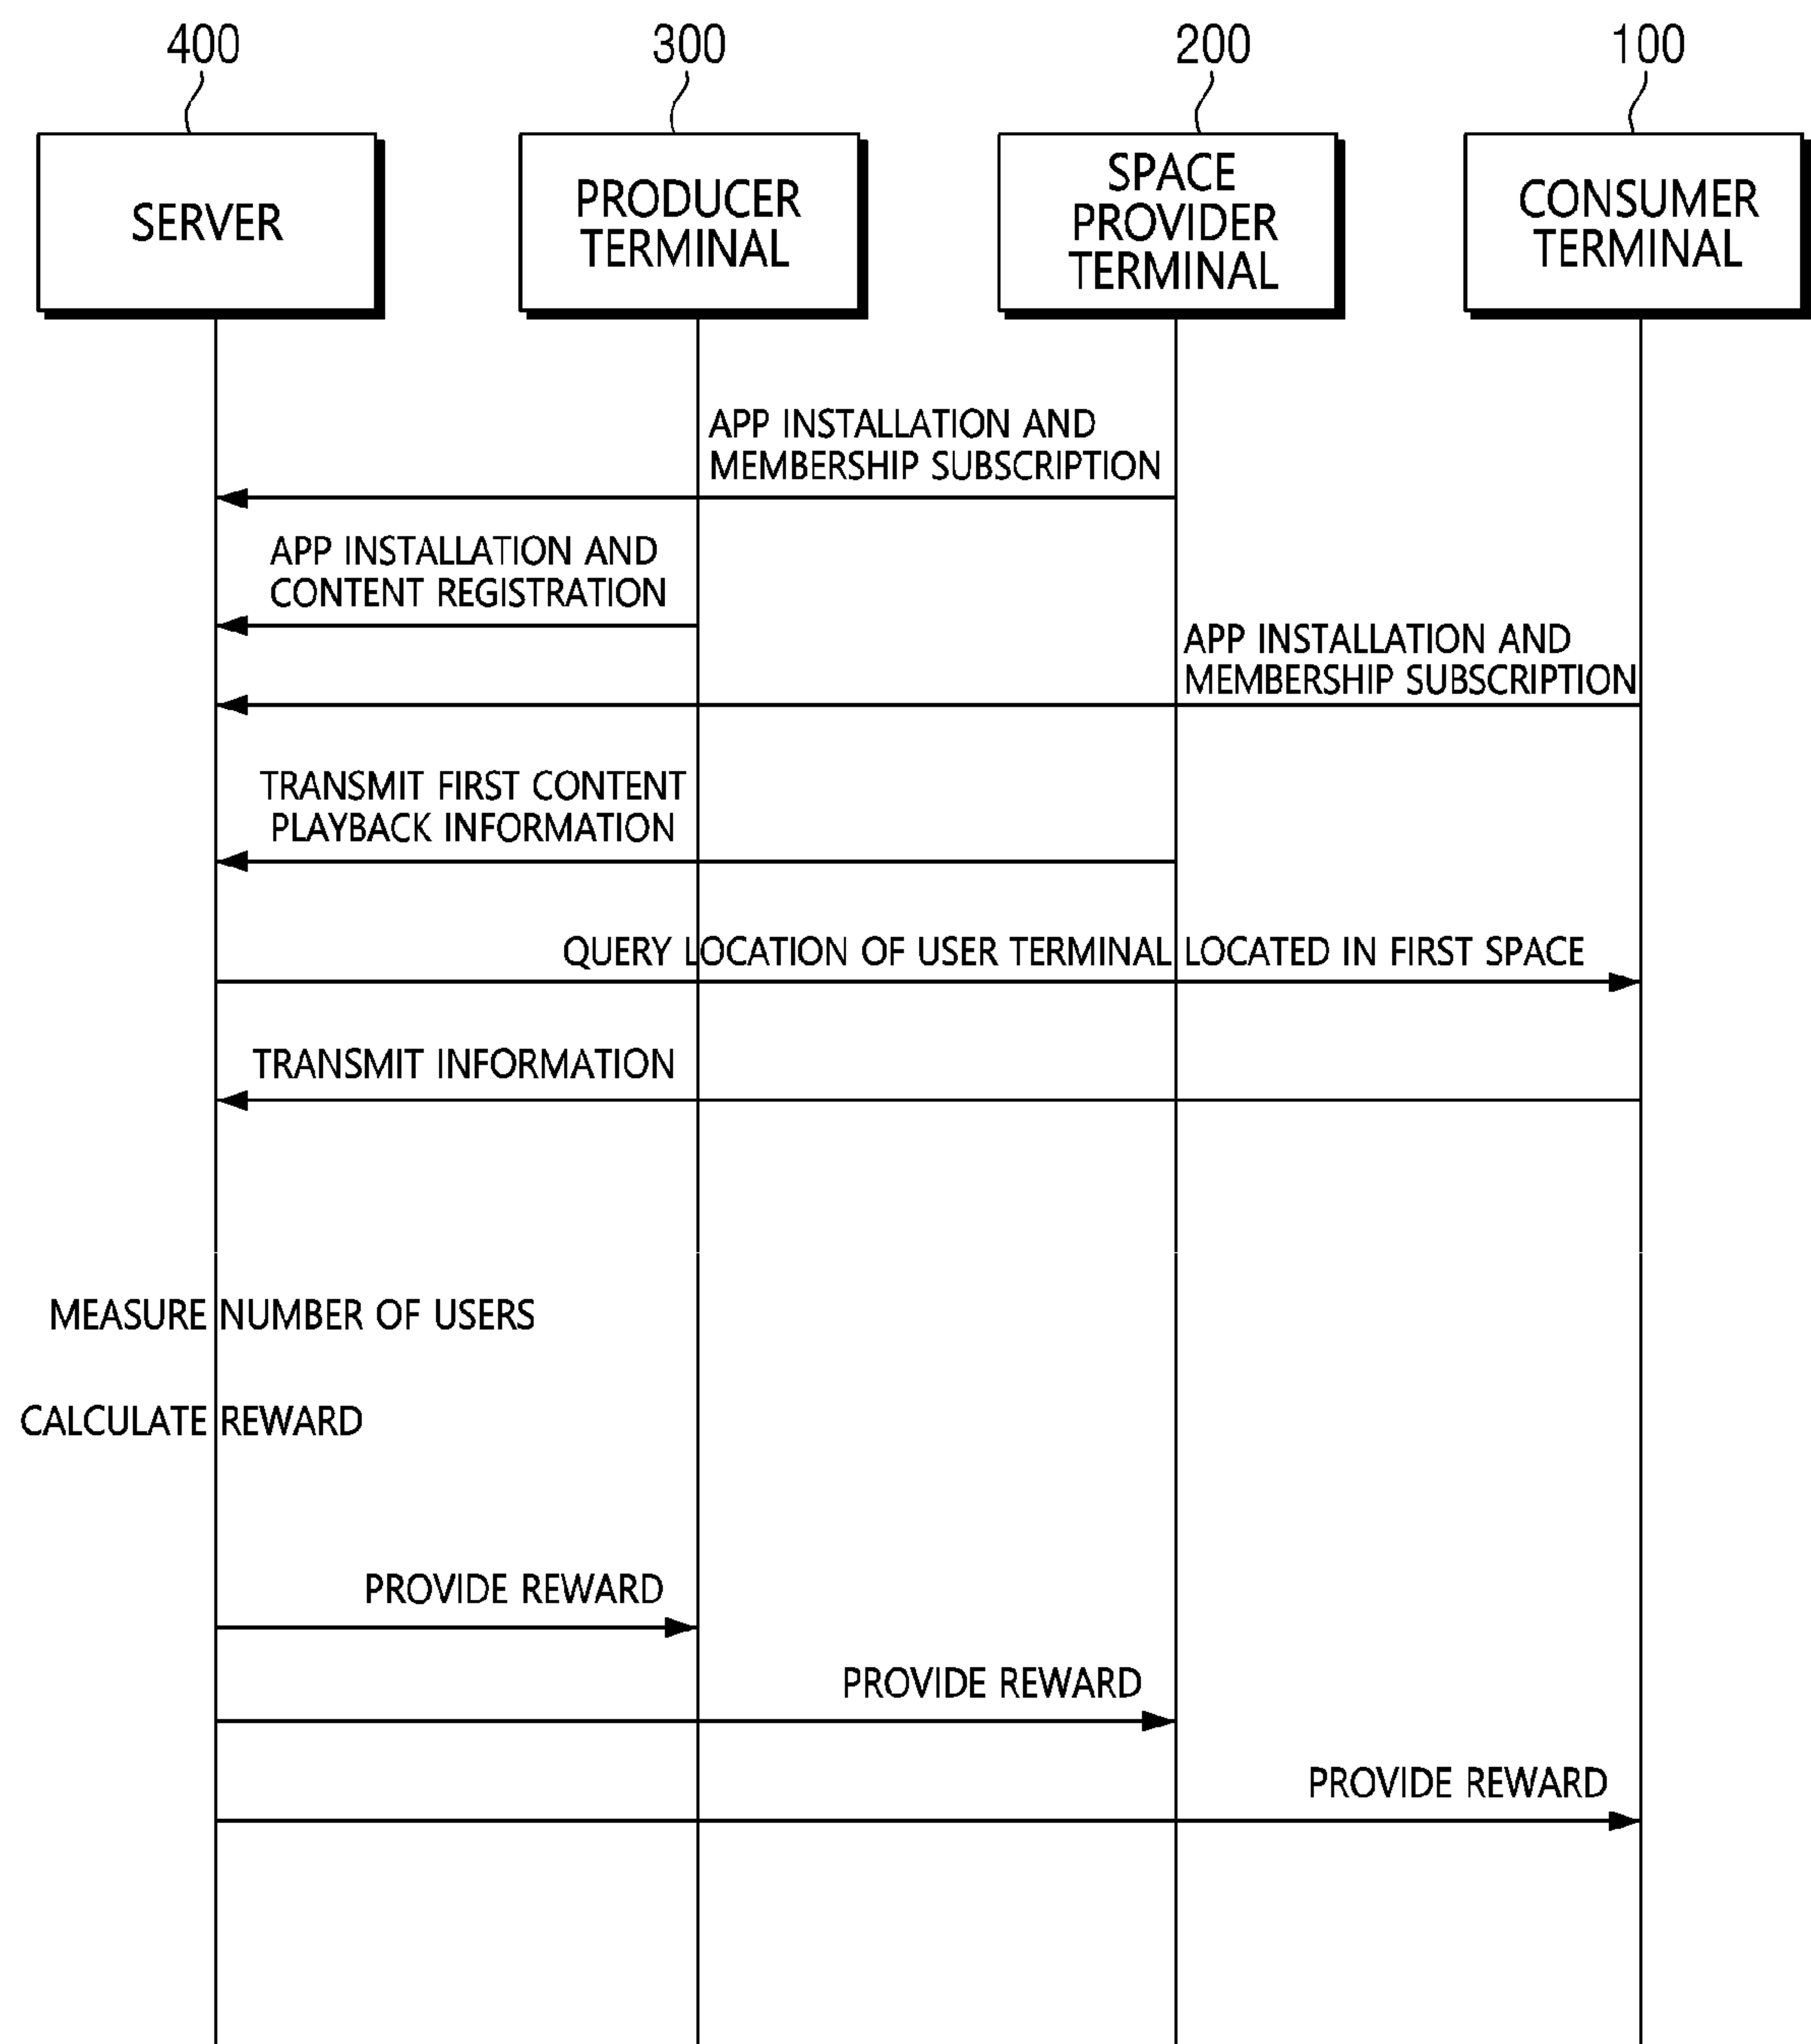 400
300
200
100
SERVER
PRODUCER
TERMINAL
SPACE
PROVIDER
TERMINAL
CONSUMER
TERMINAL
APP INSTALLATION AND
MEMBERSHIP SUBSCRIPTION
APP INSTALLATION AND
CONTENT REGISTRATION
APP INSTALLATION AND
MEMBERSHIP SUBSCRIPTION
TRANSMIT FIRST CONTENT
PLAYBACK INFORMATION
QUERY LOCATION OF USER TERMINAL LOCATED IN FIRST SPACE
TRANSMIT INFORMATION
MEASURE NUMBER OF USERS
CALCULATE REWARD
PROVIDE REWARD
PROVIDE REWARD
PROVIDE REWARD